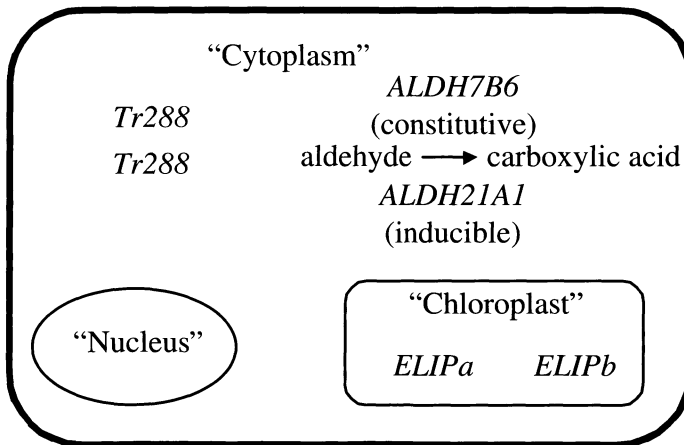 “Cytoplasm”
Tr288
Tr288
ALDH7B6
(constitutive)
aldehyde → carboxylic acid
ALDH21A1
(inducible)
“Nucleus”
“Chloroplast”
ELIPa ELIPb